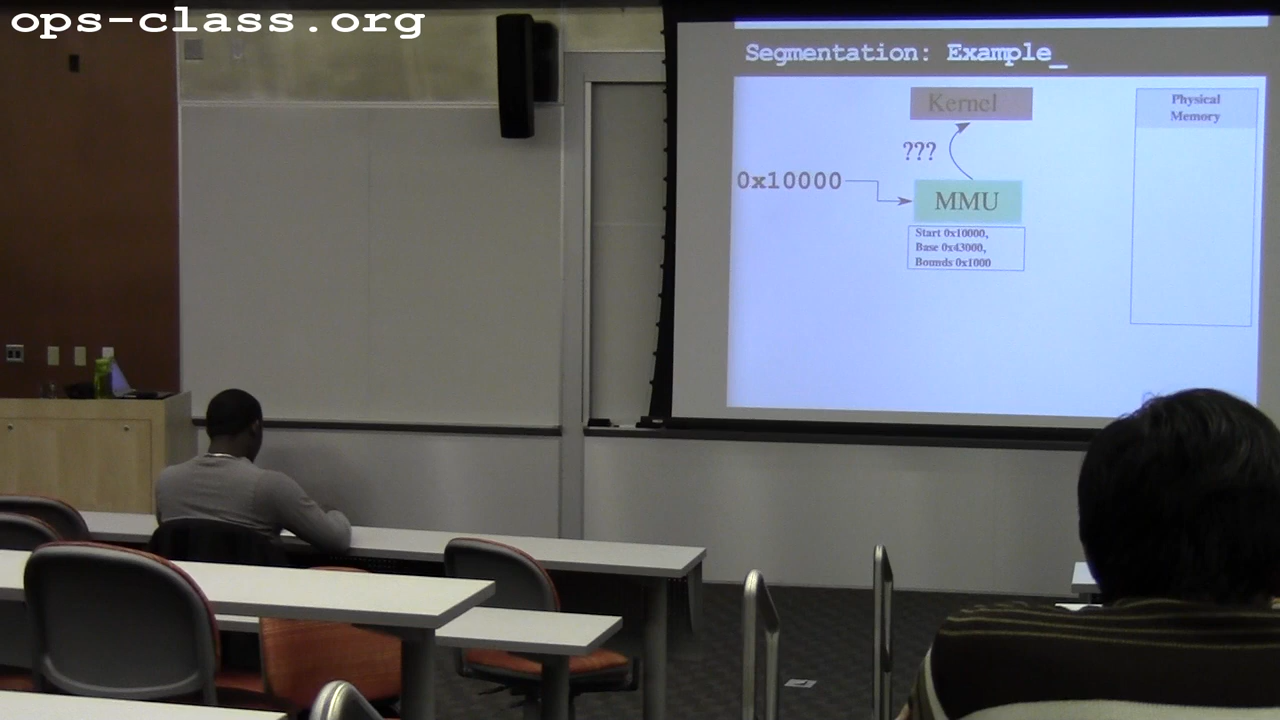 ops-class.org
Segmentation: Example_
Kernel
???
0x10000
MMU
Start 0x10000,
Base 0x43000,
Bounds 0x1000
Physical
Memory